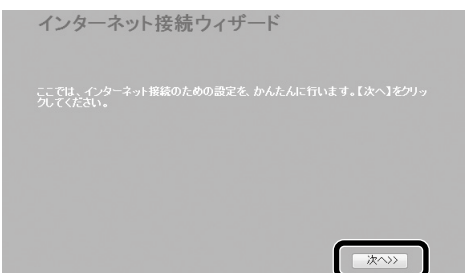 インターネット接続ウィザード
ここでは、インターネット接続のための設定を、かんたんに行います。【次へ】をクリッ
クしてください。
次へ>>